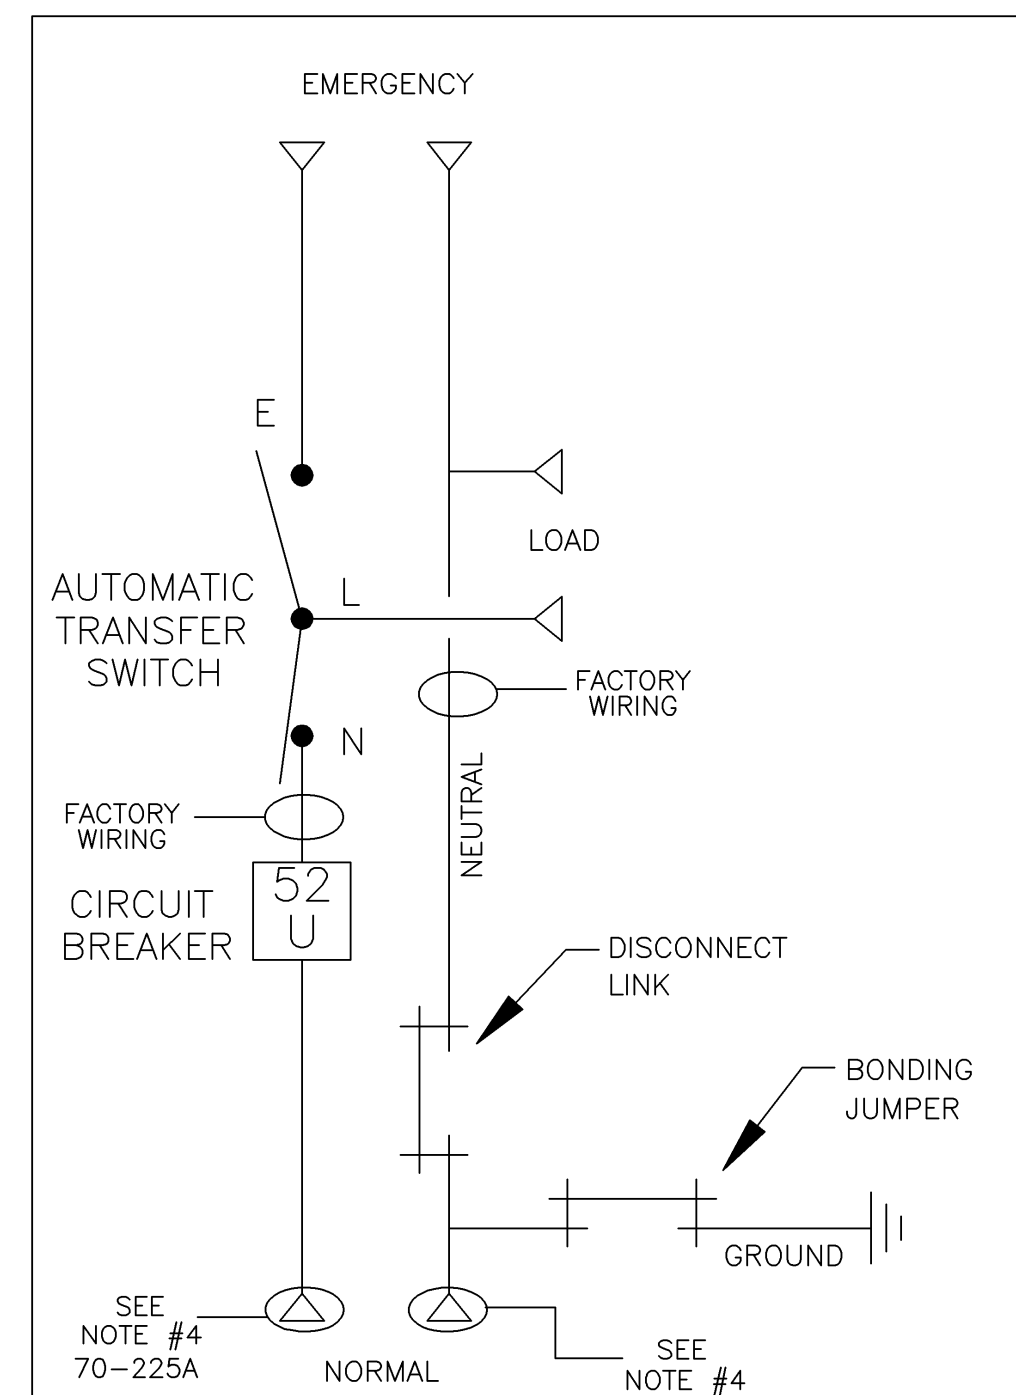 EMERGENCY
E
LOAD
AUTOMATIC
TRANSFER
SWITCH
L
FACTORY
WIRING
N
NEUTRAL
FACTORY
WIRING
52
U
CIRCUIT
BREAKER
DISCONNECT
LINK
BONDING
JUMPER
GROUND
SEE
NOTE #4
70-225A
NORMAL
SEE
NOTE #4